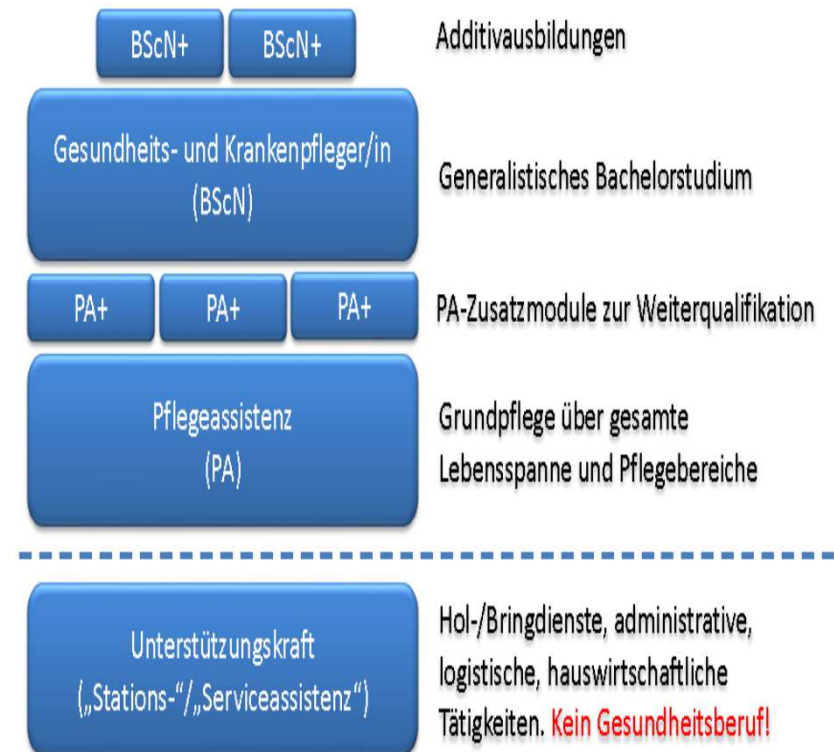 BScN+ BScN+ Additivausbildungen
Gesundheits- und Krankenpfleger/in
(BScN)
Generalistisches Bachelorstudium
PA+ PA+ PA+ PA-Zusatzmodule zur Weiterqualifikation
Pflegeassistenz
(PA)
Grundpflege über gesamte
Lebensspanne und Pflegebereiche
Unterstützungskraft
(„Stations-“/„Serviceassistenz“)
Hol-/Bringdienste, administrative,
logistische, hauswirtschaftliche
Tätigkeiten. Kein Gesundheitsberuf!